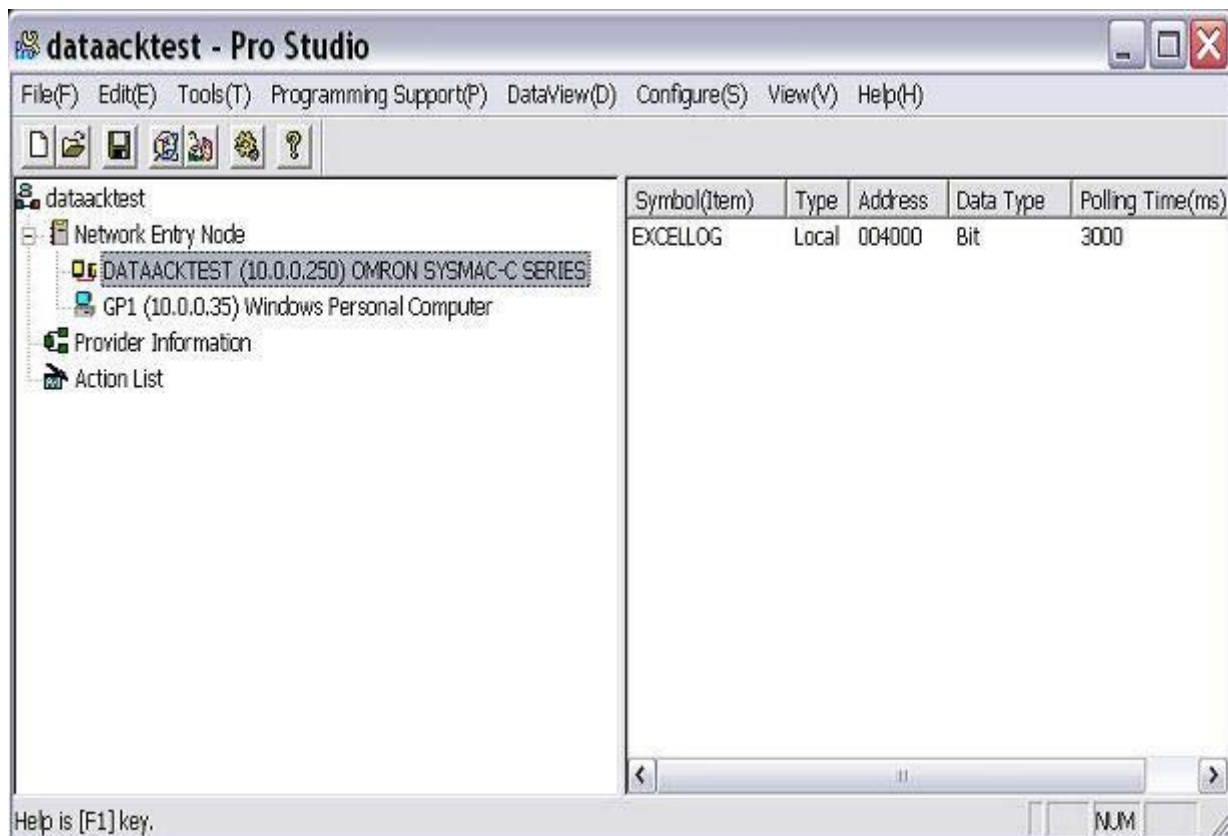 dataacktest - Pro Studio
File(F) Edit(E) Tools(T) Programming Support(P) DataView(D) Configure(S) View(V) Help(H)
dataacktest
Network Entry Node
DATAACKTEST (10.0.0.250) OMRON SYSMAC-C SERIES
GP1 (10.0.0.35) Windows Personal Computer
Provider Information
Action List
Symbol(Item) Type Address Data Type Polling Time(ms)
EXCELLOG Local 004000 Bit 3000
Help is [F1] key.
NUM